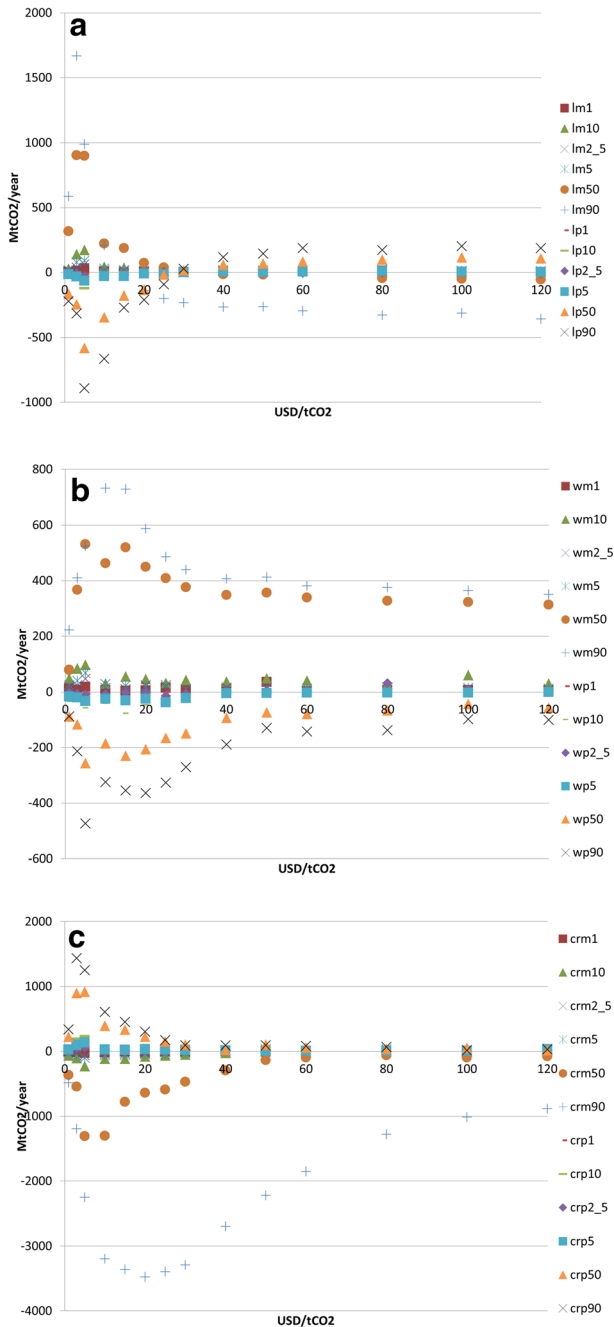 a
2000
1500
1000
500
0
-500
-1000
MtCO2/year
0 20 40 60 80 100 120
USD/tCO2
lm1
lm10
lm2_5
lm5
lm50
lm90
lp1
lp10
lp2_5
lp5
lp50
lp90
b
800
600
400
200
0
-200
-400
-600
MtCO2/year
0 20 40 60 80 100 120
USD/tCO2
wm1
wm10
wm2_5
wm5
wm50
wm90
wp1
wp10
wp2_5
wp5
wp50
wp90
c
2000
1000
0
-1000
-2000
-3000
-4000
MtCO2/year
0 20 40 60 80 100 120
USD/tCO2
crm1
crm10
crm2_5
crm5
crm50
crm90
crp1
crp10
crp2_5
crp5
crp50
crp90